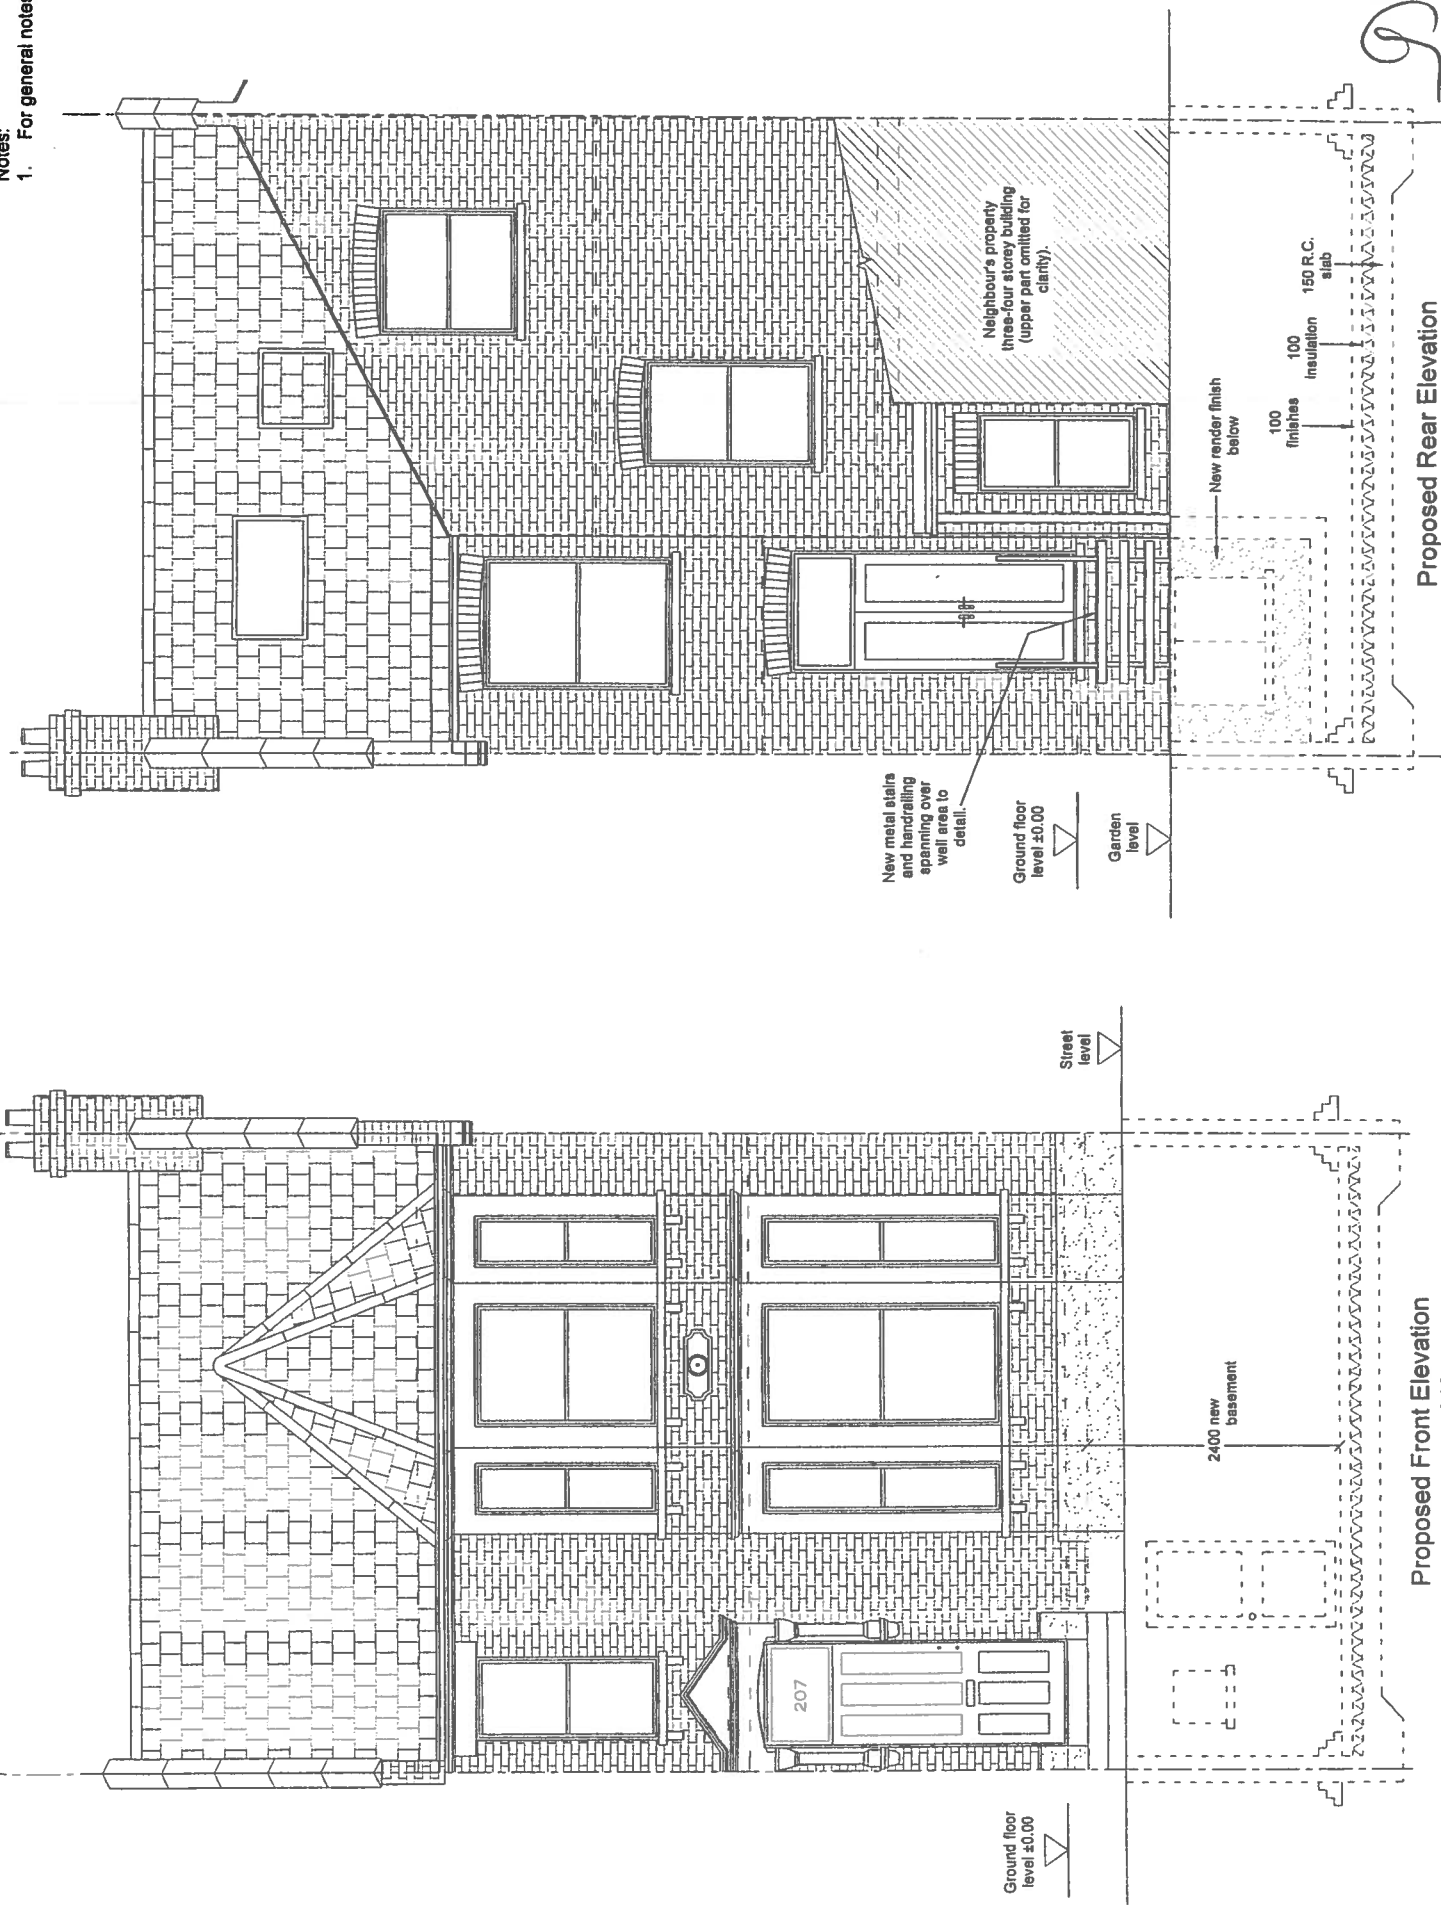 Notes:
1. For general notes
Neighbour's property
three-four storey building
(upper part omitted for
clarity).
New metal stairs
and handrailing
spanning over
well area to
detail.
Ground floor
level ±0.00
Garden
level
New render finish
below
100
finishes
100
insulation
150 R.C.
slab
Proposed Rear Elevation
207
Ground floor
level ±0.00
Street
level
2400 new
basement
Proposed Front Elevation